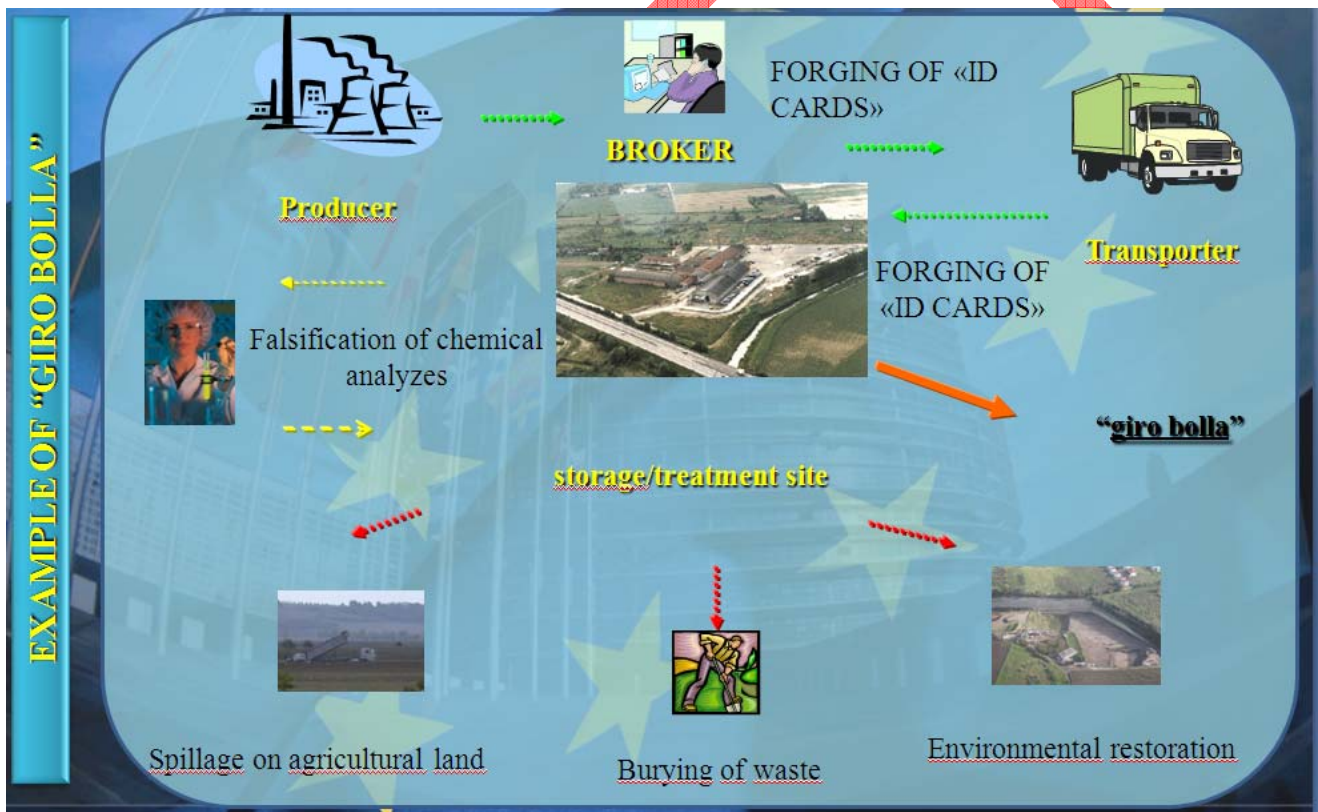 EXAMPLE OF “GIRO BOLLA”
FORGING OF «ID
CARDS»
BROKER
Producer
Transporter
FORGING OF
«ID CARDS»
Falsification of chemical
analyzes
“giro bolla”
storage/treatment site
Spillage on agricultural land
Burying of waste
Environmental restoration